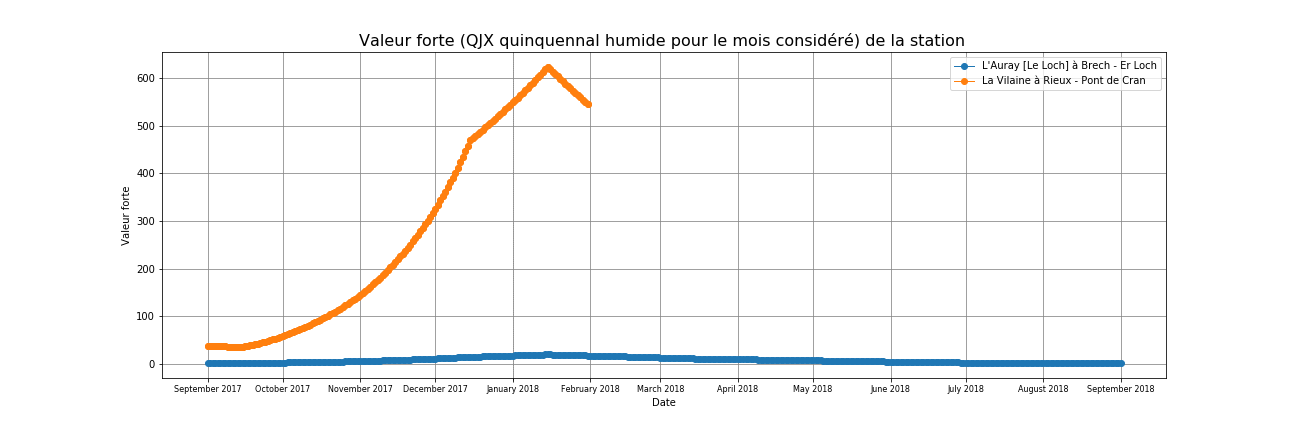 Valeur forte (QJX quinquennal humide pour le mois considéré) de la station
L'Auray [Le Loch] à Brech - Er Loch
La Vilaine à Rieux - Pont de Cran
Valeur forte
600
500
400
300
200
100
0
September 2017 October 2017 November 2017 December 2017 January 2018 February 2018 March 2018 April 2018 May 2018 June 2018 July 2018 August 2018 September 2018
Date